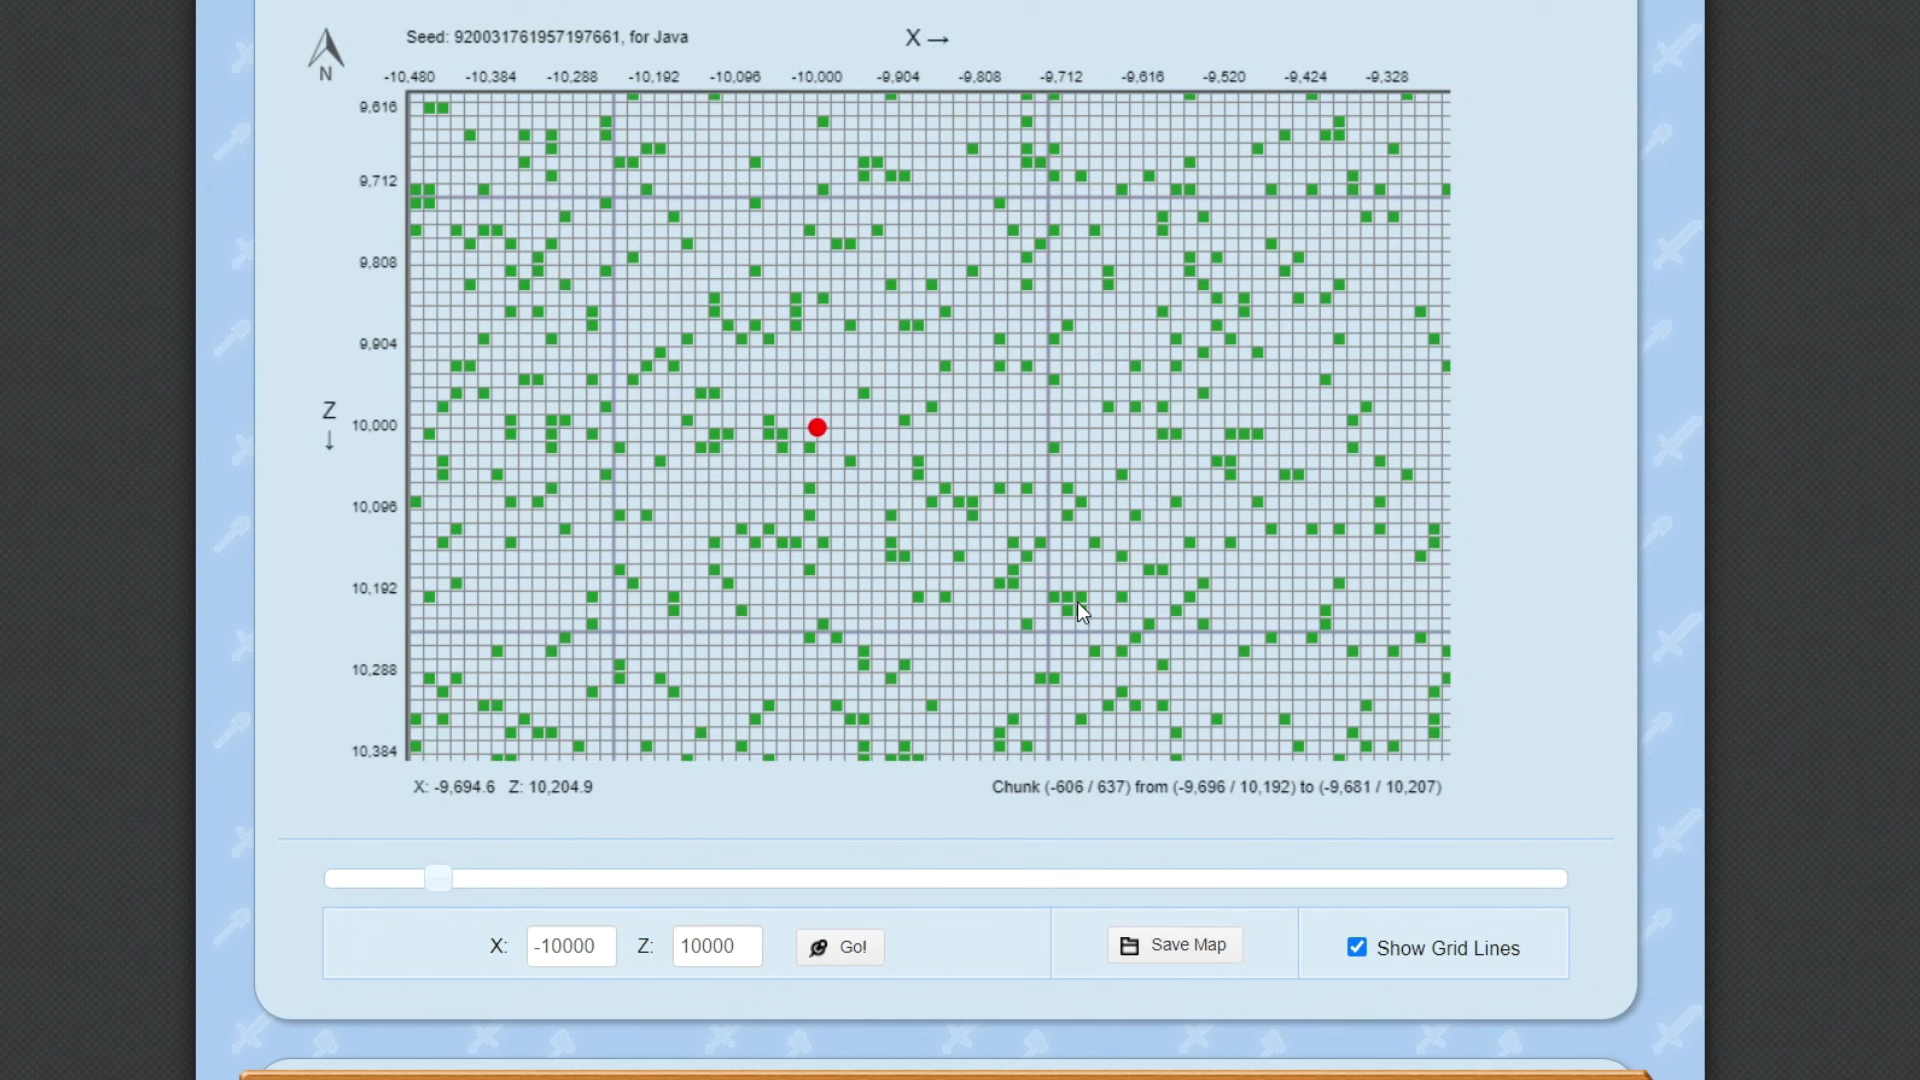 Seed: 920031761957197661, for Java
X →
N
-10,480 -10,384 -10,288 -10,192 -10,096 -10,000 -9,904 -9,808 -9,712 -9,616 -9,520 -9,424 -9,328
9,616
9,712
9,808
9,904
Z
↓
10,000
10,096
10,192
10,288
10,384
X: -9,694.6 Z: 10,204.9
Chunk (-606 / 637) from (-9,696 / 10,192) to (-9,681 / 10,207)
X: -10000 Z: 10000 Go!
Save Map
Show Grid Lines